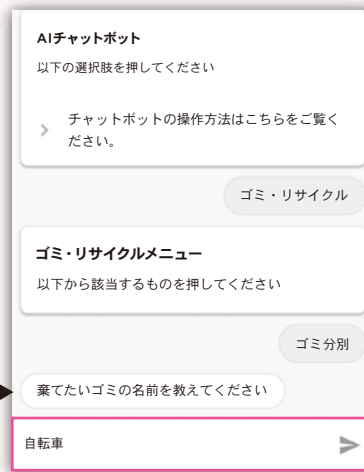 AIチャットボット
以下の選択肢を押してください
チャットボットの操作方法はこちらをご覧く
ださい。
ゴミ・リサイクル
ゴミ・リサイクルメニュー
以下から該当するものを押してください
ゴミ分別
棄てたいゴミの名前を教えてください
自転車